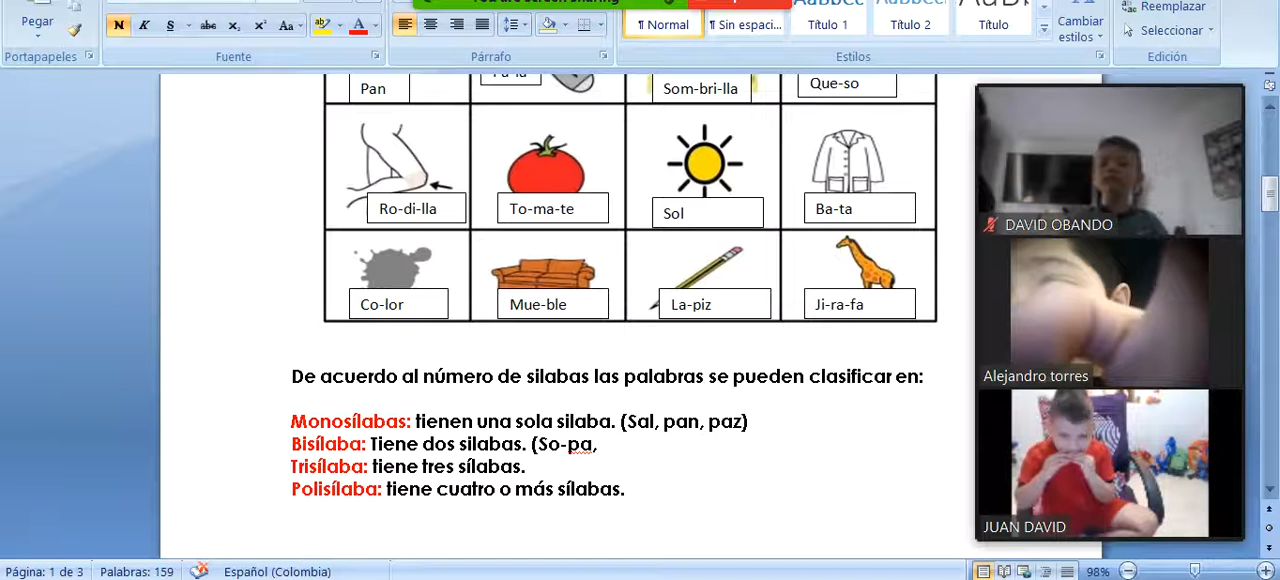 Pegar
N K S abc x₂ x² Aa
Portapapeles Fuente Párrafo Estilos Edición
¶ Normal ¶ Sin espaci... Título 1 Título 2 Título
Cambiar estilos
Reemplazar
Seleccionar
Pan Som-bri-lla Que-so
Ro-di-lla To-ma-te Sol Ba-ta
Co-lor Mue-ble La-piz Ji-ra-fa
De acuerdo al número de silabas las palabras se pueden clasificar en:
Monosílabas: tienen una sola silaba. (Sal, pan, paz)
Bisílaba: Tiene dos silabas. (So-pa,
Trisílaba: tiene tres sílabas.
Polisílaba: tiene cuatro o más sílabas.
DAVID OBANDO
Alejandro torres
JUAN DAVID
Página: 1 de 3 Palabras: 159 Español (Colombia) 98%